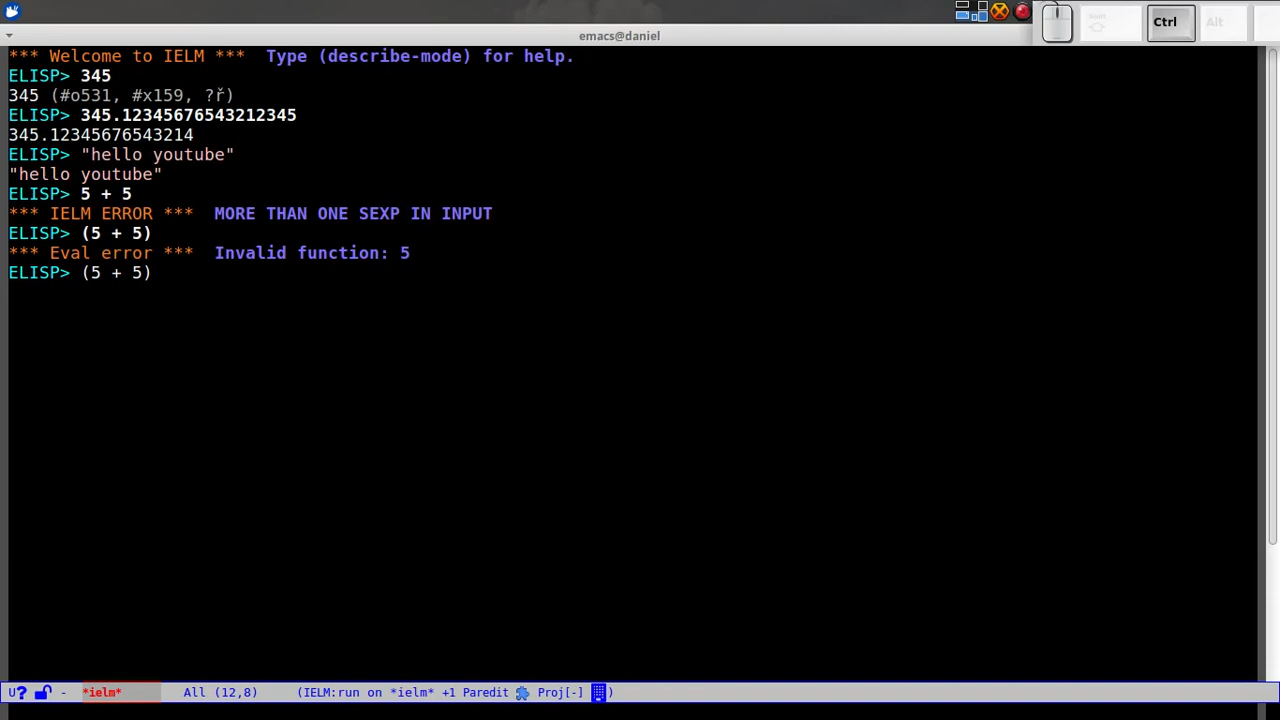 Shift
Ctrl
Alt
emacs@daniel
*** Welcome to IELM ***  Type (describe-mode) for help.
ELISP> 345
345 (#o531, #x159, ?ř)
ELISP> 345.12345676543212345
345.12345676543214
ELISP> "hello youtube"
"hello youtube"
ELISP> 5 + 5
*** IELM ERROR ***  MORE THAN ONE SEXP IN INPUT
ELISP> (5 + 5)
*** Eval error ***  Invalid function: 5
ELISP> (5 + 5)
U? - *ielm* All (12,8) (IELM:run on *ielm* +1 Paredit Proj[-] )